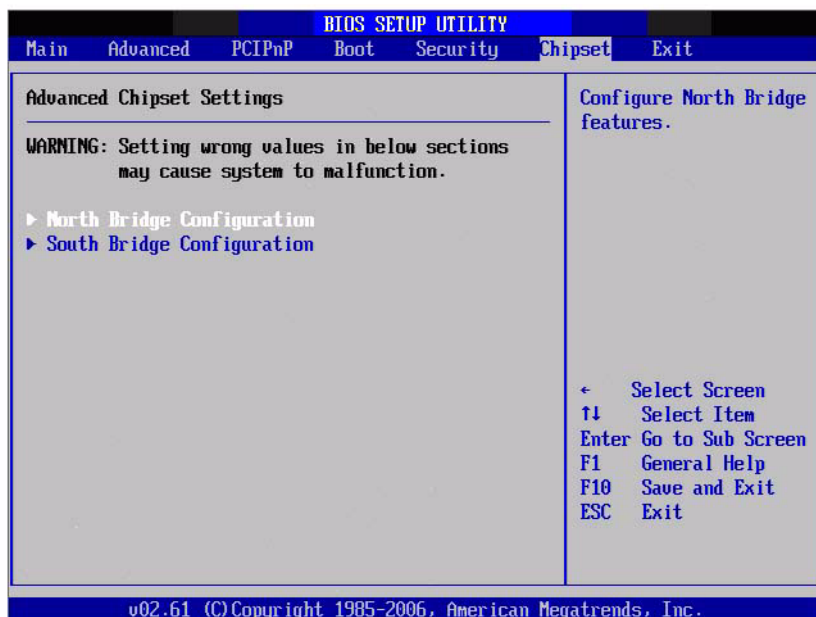 BIOS SETUP UTILITY
Main Advanced PCIPnP Boot Security Chipset Exit
Advanced Chipset Settings
WARNING: Setting wrong values in below sections
may cause system to malfunction.
▶ North Bridge Configuration
▶ South Bridge Configuration
Configure North Bridge
features.
← Select Screen
↑↓ Select Item
Enter Go to Sub Screen
F1 General Help
F10 Save and Exit
ESC Exit
v02.61 (C)Copyright 1985-2006, American Megatrends, Inc.